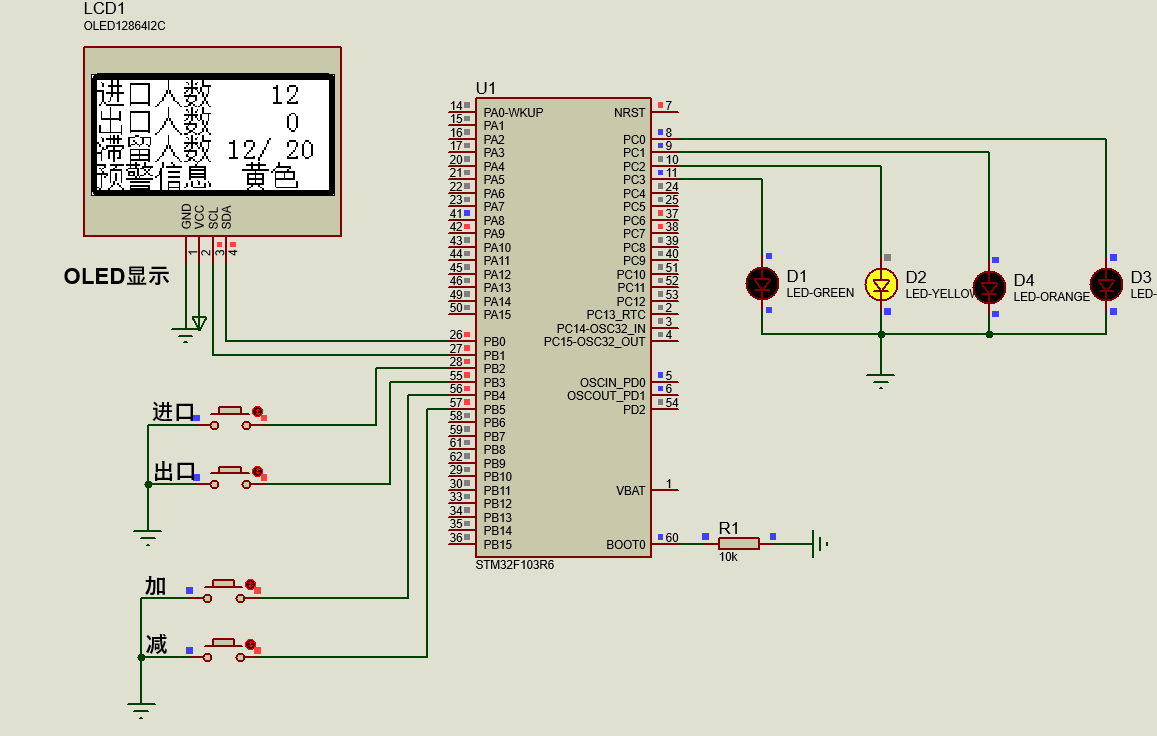 LCD1
OLED12864I2C
进口人数 12
出口人数 0
滞留人数 12/ 20
预警信息 黄色
GND
VCC
SCL
SDA
1
2
3
4
OLED显示
U1
14 PA0-WKUP
15 PA1
16 PA2
17 PA3
20 PA4
21 PA5
22 PA6
23 PA7
41 PA8
42 PA9
43 PA10
44 PA11
45 PA12
46 PA13
49 PA14
50 PA15
26 PB0
27 PB1
28 PB2
55 PB3
56 PB4
57 PB5
58 PB6
59 PB7
61 PB8
62 PB9
29 PB10
30 PB11
33 PB12
34 PB13
35 PB14
36 PB15
NRST 7
PC0 8
PC1 9
PC2 10
PC3 11
PC4 24
PC5 25
PC6 37
PC7 38
PC8 39
PC9 40
PC10 51
PC11 52
PC12 53
PC13_RTC 2
PC14-OSC32_IN 3
PC15-OSC32_OUT 4
OSCIN_PD0 5
OSCOUT_PD1 6
PD2 54
VBAT 1
BOOT0 60
STM32F103R6
D1
LED-GREEN
D2
LED-YELLOW
D4
LED-ORANGE
D3
LED-
进口
出口
加
减
R1
10k